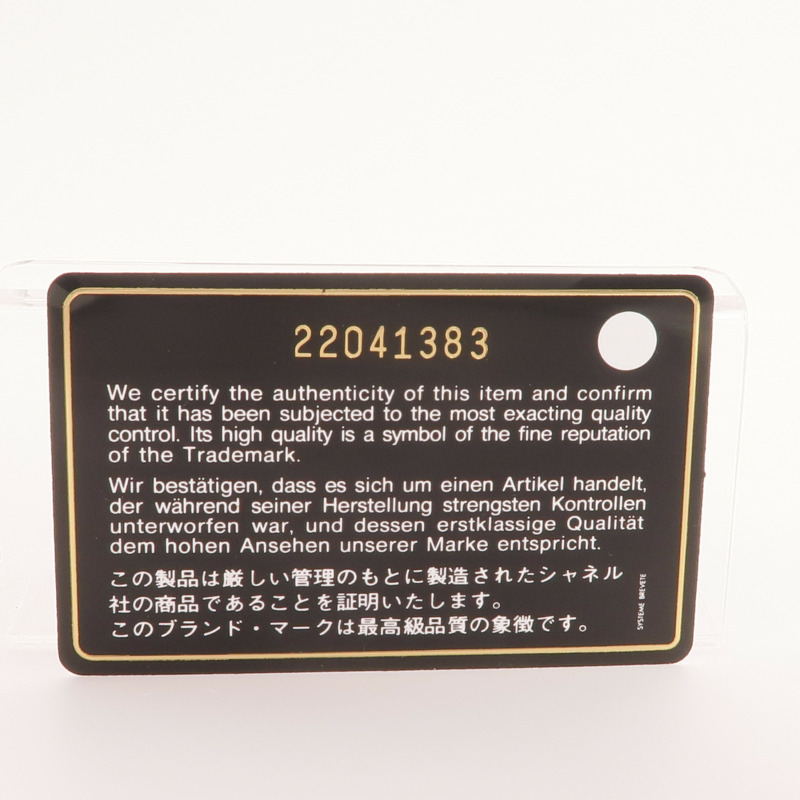 22041383
We certify the authenticity of this item and confirm
that it has been subjected to the most exacting quality
control. Its high quality is a symbol of the fine reputation
of the Trademark.
Wir bestätigen, dass es sich um einen Artikel handelt,
der während seiner Herstellung strengsten Kontrollen
unterworfen war, und dessen erstklassige Qualität
dem hohen Ansehen unserer Marke entspricht.
この製品は厳しい管理のもとに製造されたシャネル
社の商品であることを証明いたします。
このブランド・マークは最高級品質の象徴です。
SYSTEME BREVETE